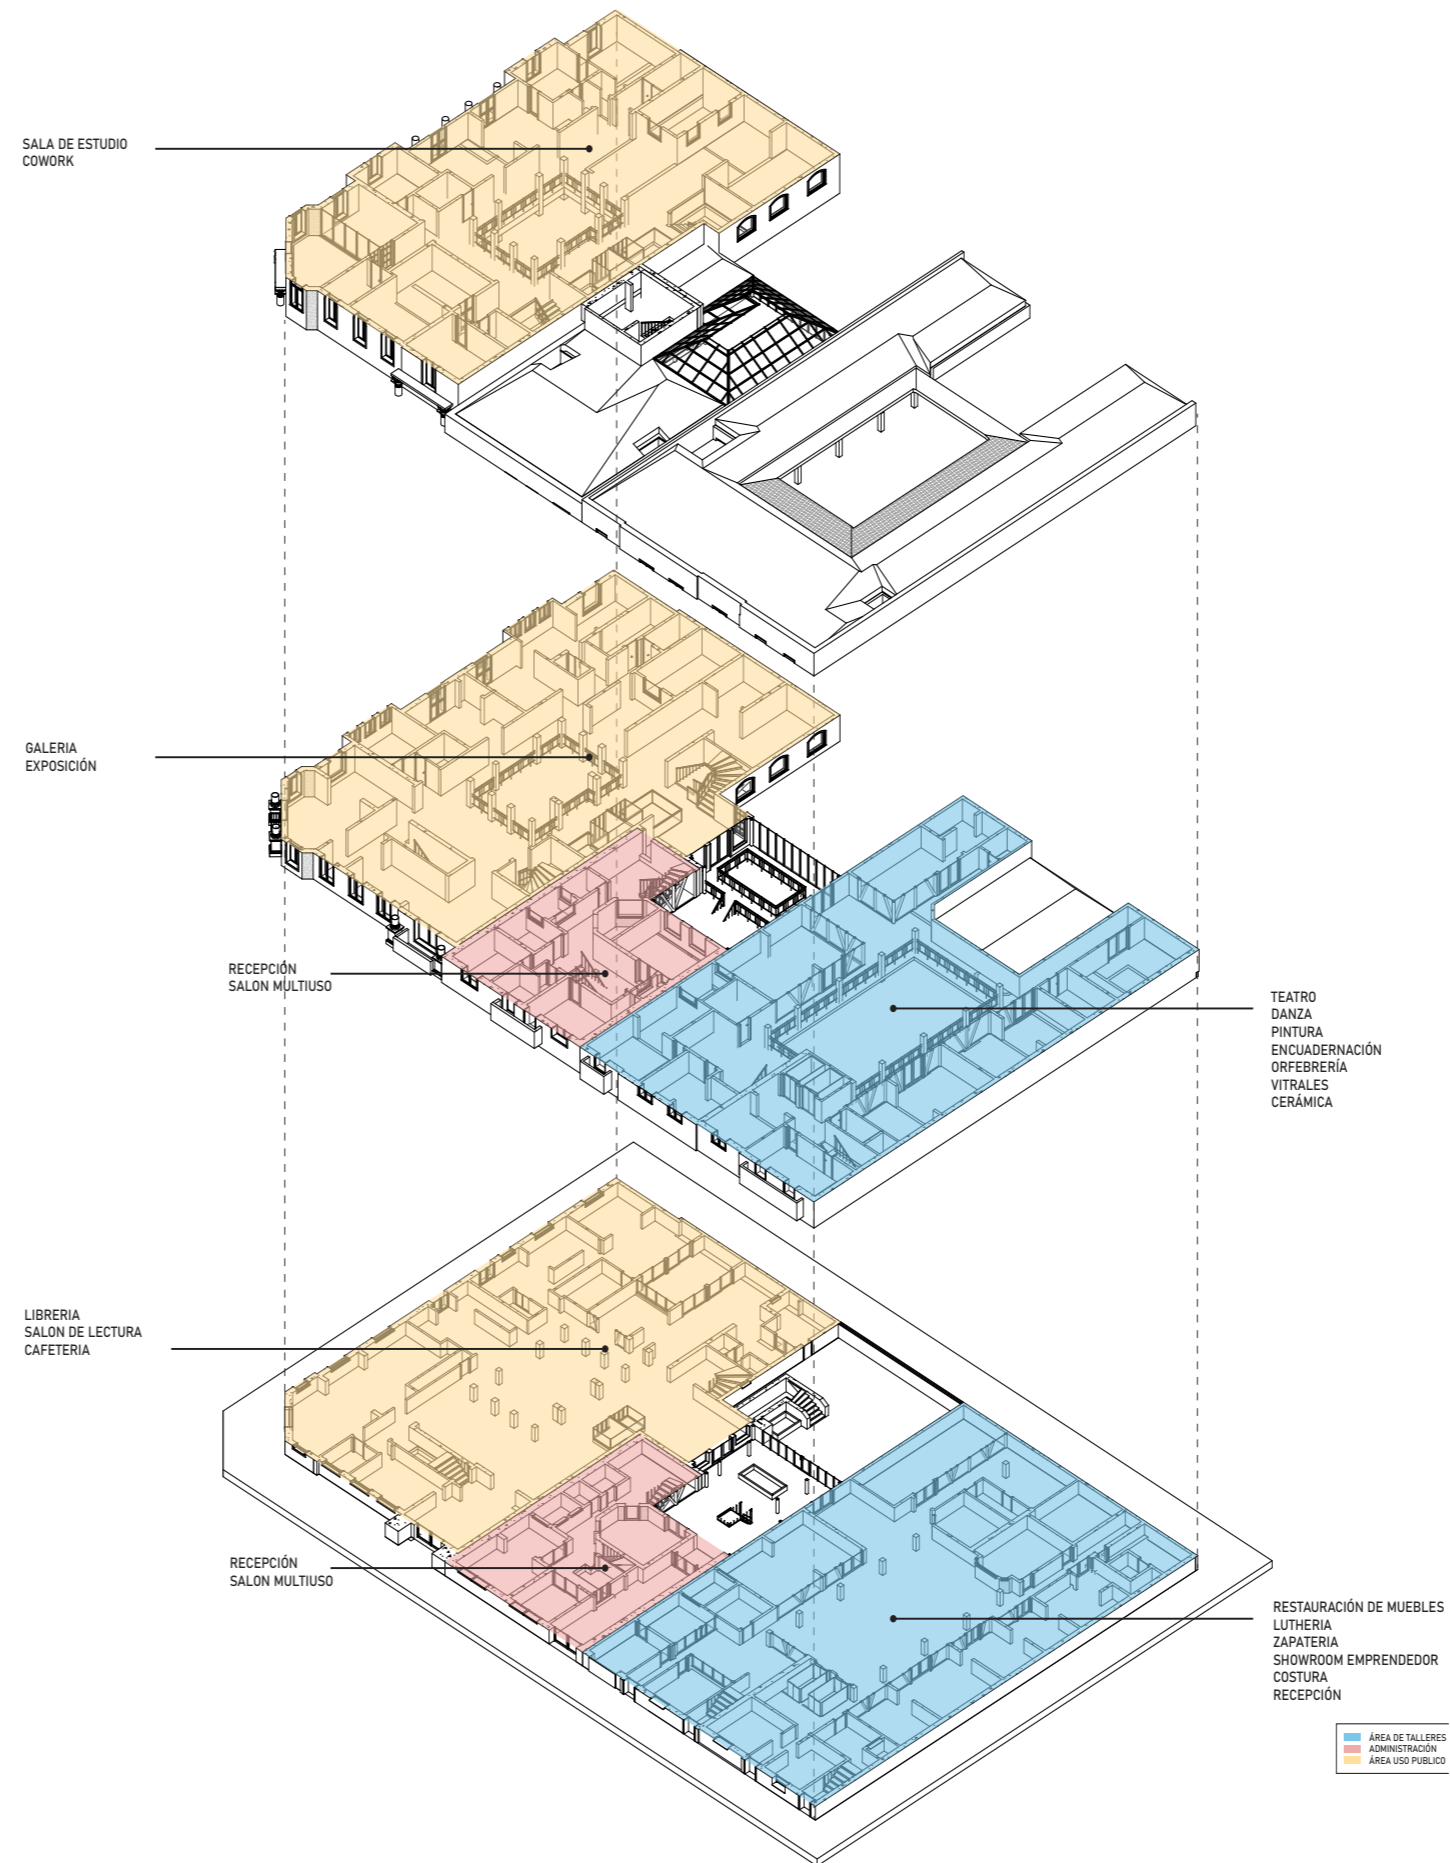 SALA DE ESTUDIO
COWORK
GALERIA
EXPOSICIÓN
RECEPCIÓN
SALON MULTIUSO
TEATRO
DANZA
PINTURA
ENCUADERNACIÓN
ORFEBRERÍA
VITRALES
CERÁMICA
LIBRERIA
SALON DE LECTURA
CAFETERIA
RECEPCIÓN
SALON MULTIUSO
RESTAURACIÓN DE MUEBLES
LUTHERIA
ZAPATERIA
SHOWROOM EMPRENDEDOR
COSTURA
RECEPCIÓN
ÁREA DE TALLERES
ADMINISTRACIÓN
ÁREA USO PUBLICO